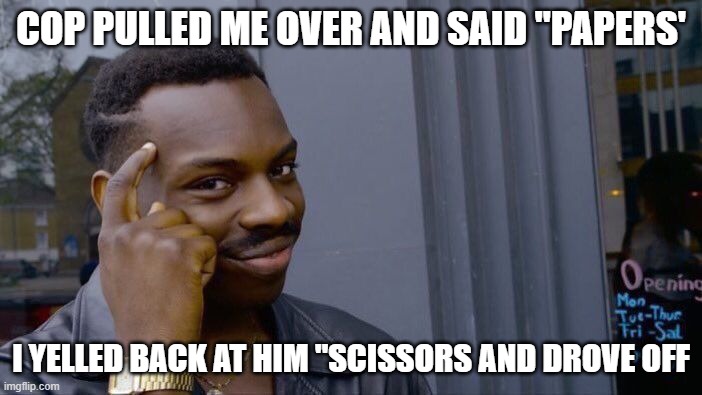 COP PULLED ME OVER AND SAID "PAPERS'
Opening
Mon
Tue-Thur
Fri -Sat
I YELLED BACK AT HIM "SCISSORS AND DROVE OFF
imgflip.com